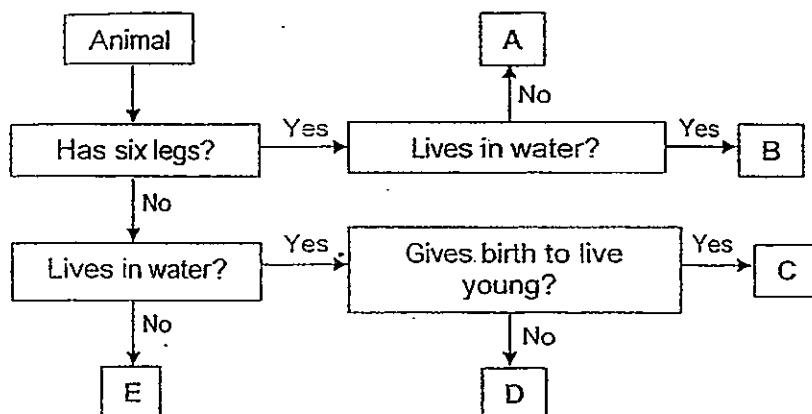 Animal
A
No
Has six legs?
Yes
Lives in water?
Yes
B
No
Lives in water?
Yes
Gives birth to live
young?
Yes
C
No
No
E
D